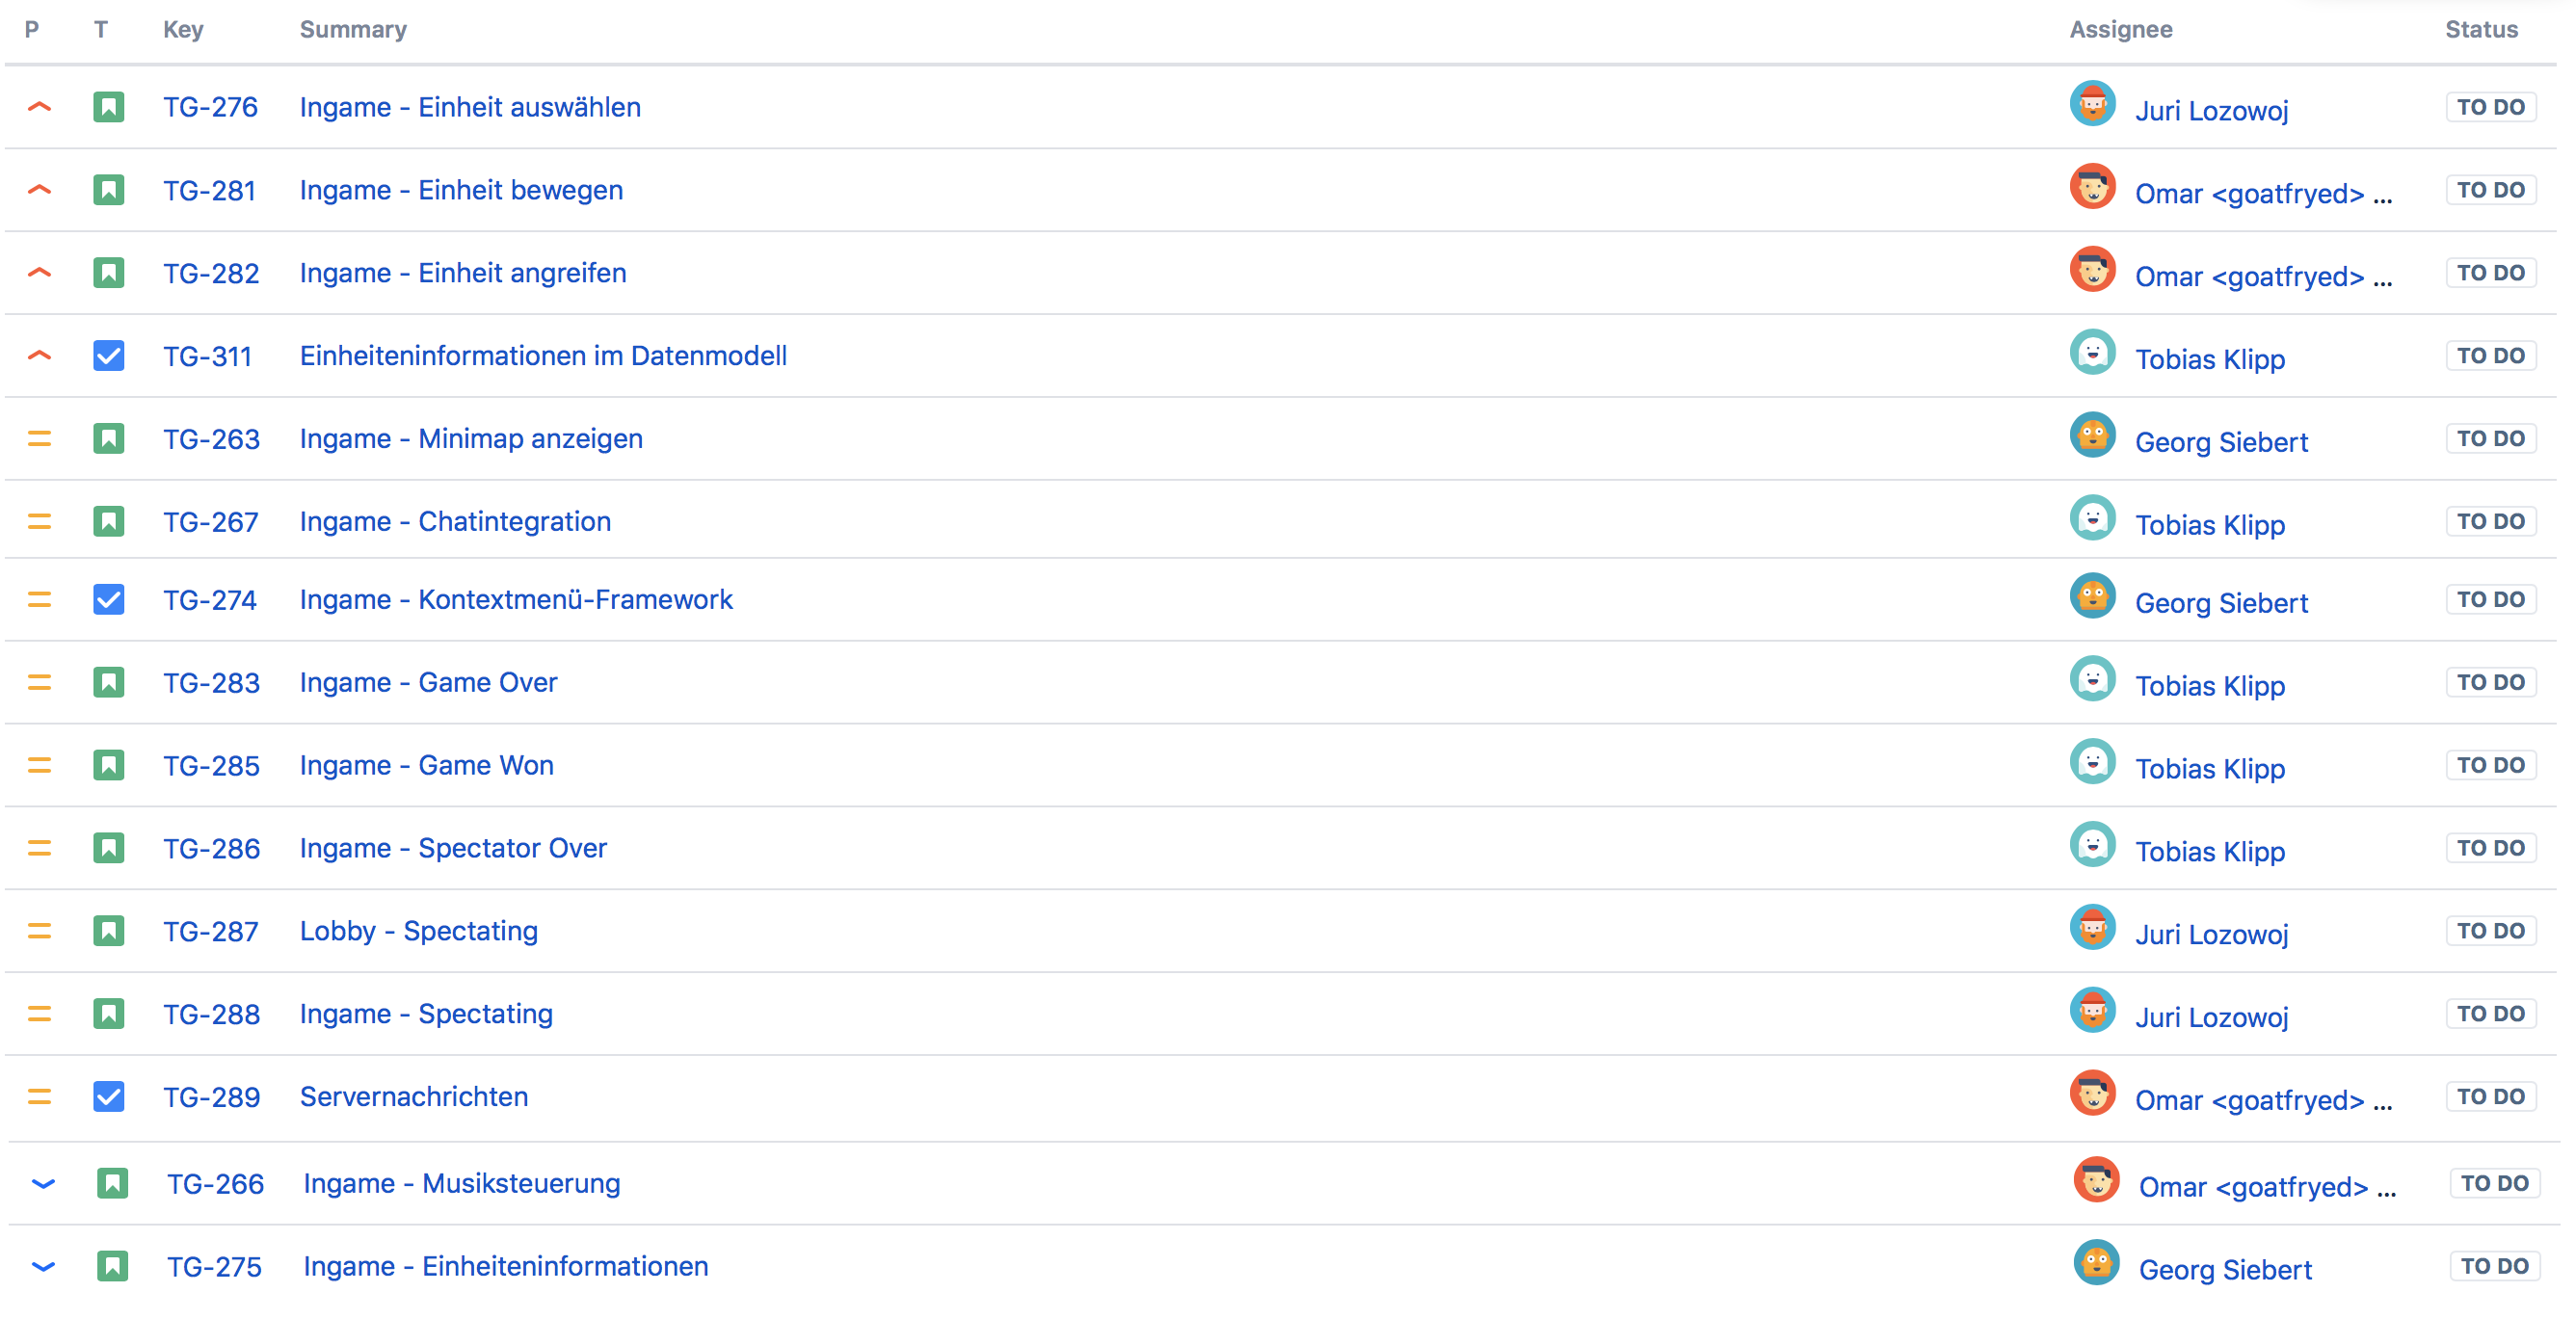 P T Key Summary Assignee Status
TG-276 Ingame - Einheit auswählen Juri Lozowoj TO DO
TG-281 Ingame - Einheit bewegen Omar <goatfryed> ... TO DO
TG-282 Ingame - Einheit angreifen Omar <goatfryed> ... TO DO
TG-311 Einheiteninformationen im Datenmodell Tobias Klipp TO DO
TG-263 Ingame - Minimap anzeigen Georg Siebert TO DO
TG-267 Ingame - Chatintegration Tobias Klipp TO DO
TG-274 Ingame - Kontextmenü-Framework Georg Siebert TO DO
TG-283 Ingame - Game Over Tobias Klipp TO DO
TG-285 Ingame - Game Won Tobias Klipp TO DO
TG-286 Ingame - Spectator Over Tobias Klipp TO DO
TG-287 Lobby - Spectating Juri Lozowoj TO DO
TG-288 Ingame - Spectating Juri Lozowoj TO DO
TG-289 Servernachrichten Omar <goatfryed> ... TO DO
TG-266 Ingame - Musiksteuerung Omar <goatfryed> ... TO DO
TG-275 Ingame - Einheiteninformationen Georg Siebert TO DO